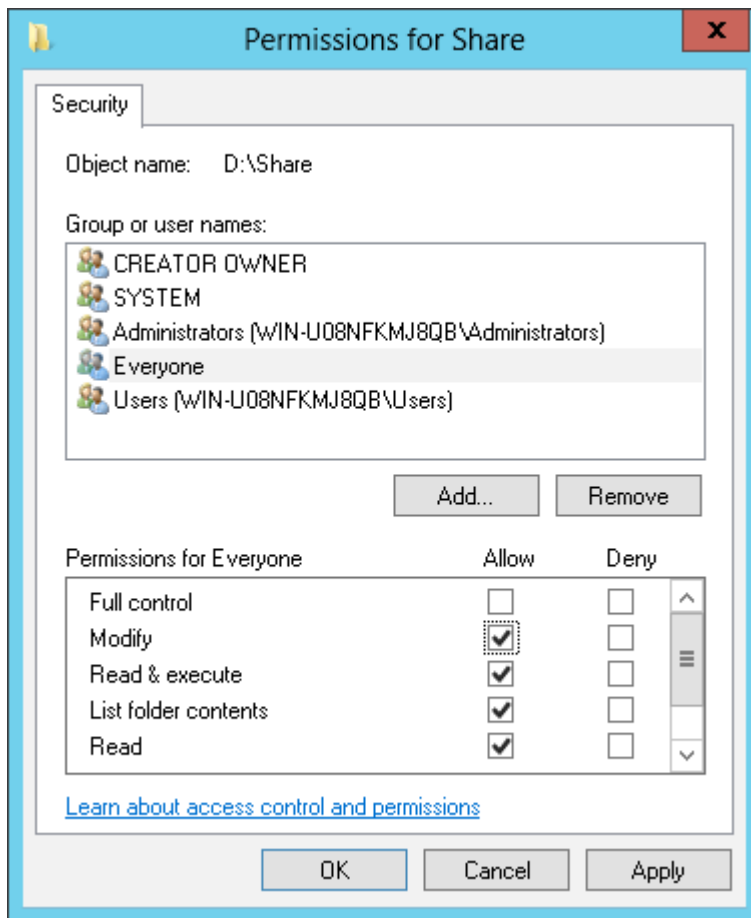 Permissions for Share
x
Security
Object name: D:\Share
Group or user names:
CREATOR OWNER
SYSTEM
Administrators (WIN-U08NFKMJ8QB\Administrators)
Everyone
Users (WIN-U08NFKMJ8QB\Users)
Add... Remove
Permissions for Everyone Allow Deny
Full control
Modify
Read & execute
List folder contents
Read
Learn about access control and permissions
OK Cancel Apply